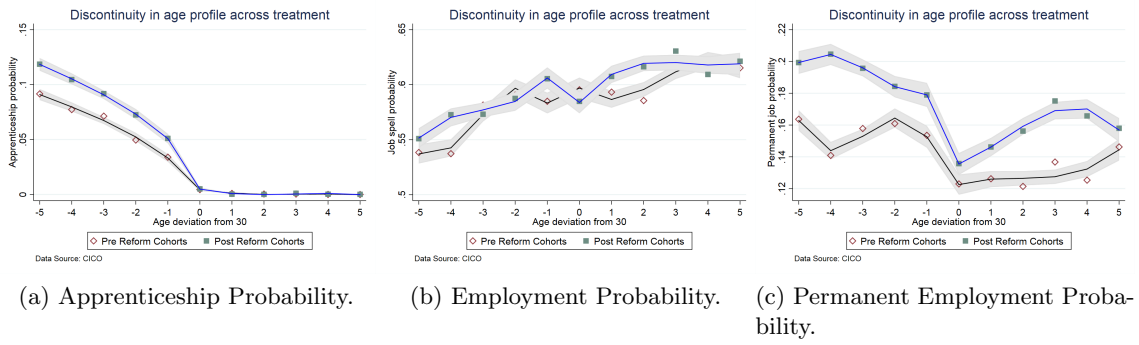 Discontinuity in age profile across treatment
Apprenticeship probability
.15
.1
.05
0
-5 -4 -3 -2 -1 0 1 2 3 4 5
Age deviation from 30
Pre Reform Cohorts Post Reform Cohorts
Data Source: CICO
(a) Apprenticeship Probability.
Discontinuity in age profile across treatment
Job spell probability
.65
.6
.55
.5
-5 -4 -3 -2 -1 0 1 2 3 4 5
Age deviation from 30
Pre Reform Cohorts Post Reform Cohorts
Data Source: CICO
(b) Employment Probability.
Discontinuity in age profile across treatment
Permanent job probability
.22
.2
.18
.16
.14
.12
-5 -4 -3 -2 -1 0 1 2 3 4 5
Age deviation from 30
Pre Reform Cohorts Post Reform Cohorts
Data Source: CICO
(c) Permanent Employment Proba-
bility.